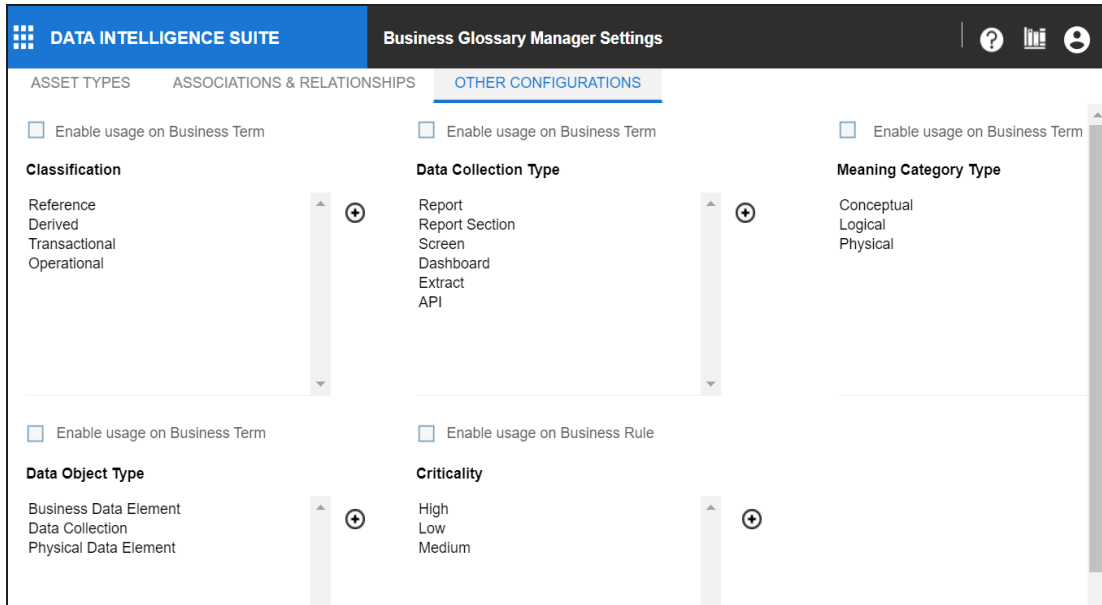 DATA INTELLIGENCE SUITE
Business Glossary Manager Settings
ASSET TYPES
ASSOCIATIONS & RELATIONSHIPS
OTHER CONFIGURATIONS
Enable usage on Business Term
Classification
Reference
Derived
Transactional
Operational
Enable usage on Business Term
Data Collection Type
Report
Report Section
Screen
Dashboard
Extract
API
Enable usage on Business Term
Meaning Category Type
Conceptual
Logical
Physical
Enable usage on Business Term
Data Object Type
Business Data Element
Data Collection
Physical Data Element
Enable usage on Business Rule
Criticality
High
Low
Medium